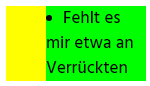 • Fehlt es
mir etwa an
Verrückten